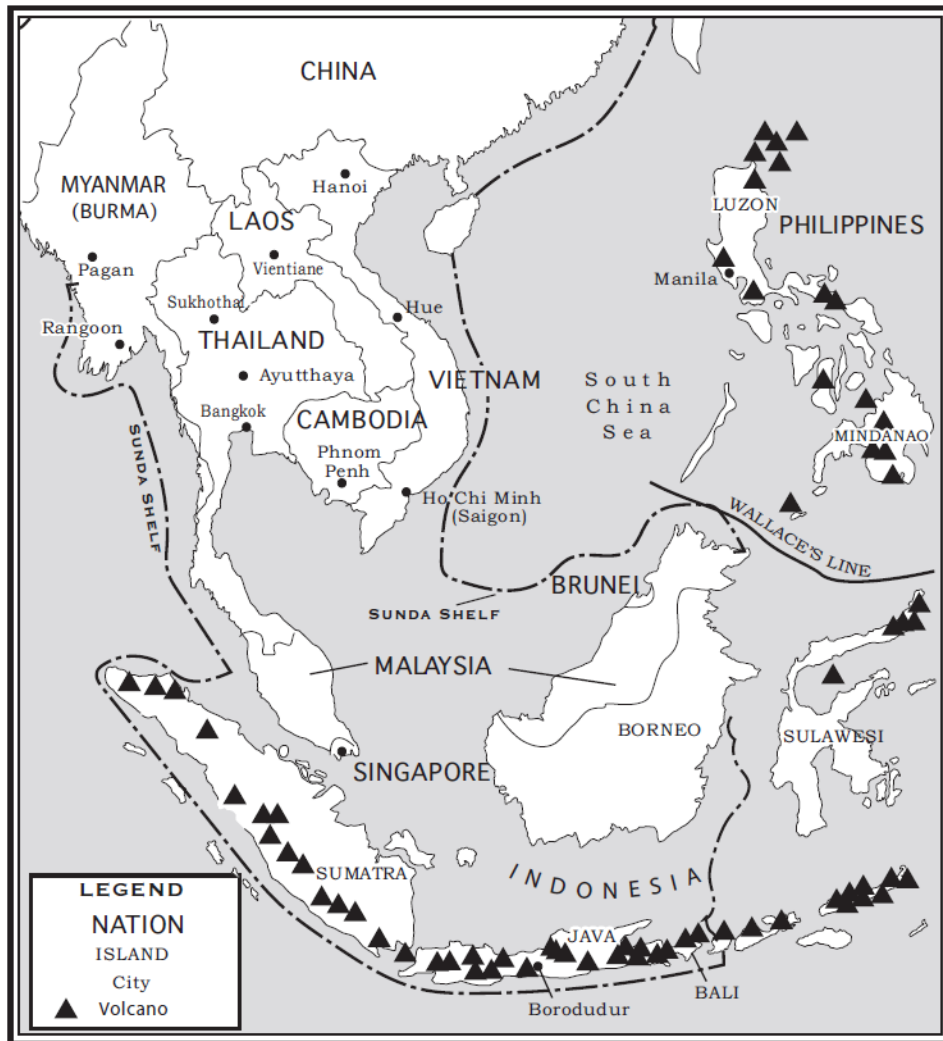 CHINA
MYANMAR
(BURMA)
Hanoi
LAOS
LUZON
PHILIPPINES
Pagan
Vientiane
Manila
Sukhothai
Rangoon
Hue
THAILAND
VIETNAM
South
China
Sea
Ayutthaya
Bangkok
CAMBODIA
Phnom
Penh
MINDANAO
SUNDA SHELF
Ho Chi Minh
(Saigon)
WALLACE'S LINE
BRUNEI
SUNDA SHELF
MALAYSIA
BORNEO
SULAWESI
SINGAPORE
SUMATRA
INDONESIA
JAVA
BALI
Borodudur
LEGEND
NATION
ISLAND
City
Volcano